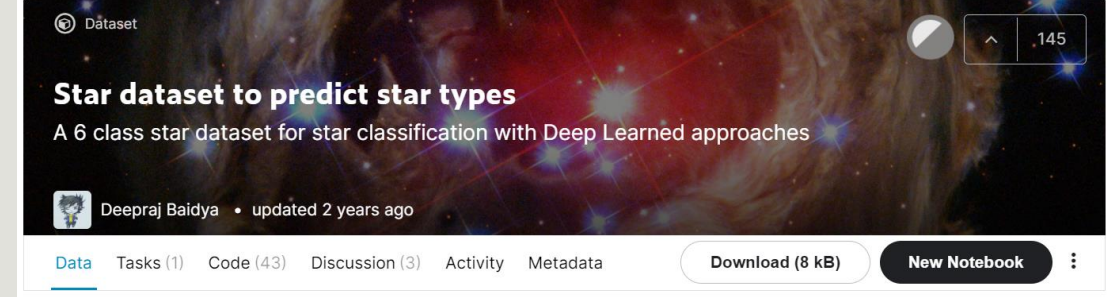 Dataset
145
Star dataset to predict star types
A 6 class star dataset for star classification with Deep Learned approaches
Deepraj Baidya • updated 2 years ago
Data Tasks (1) Code (43) Discussion (3) Activity Metadata Download (8 kB) New Notebook